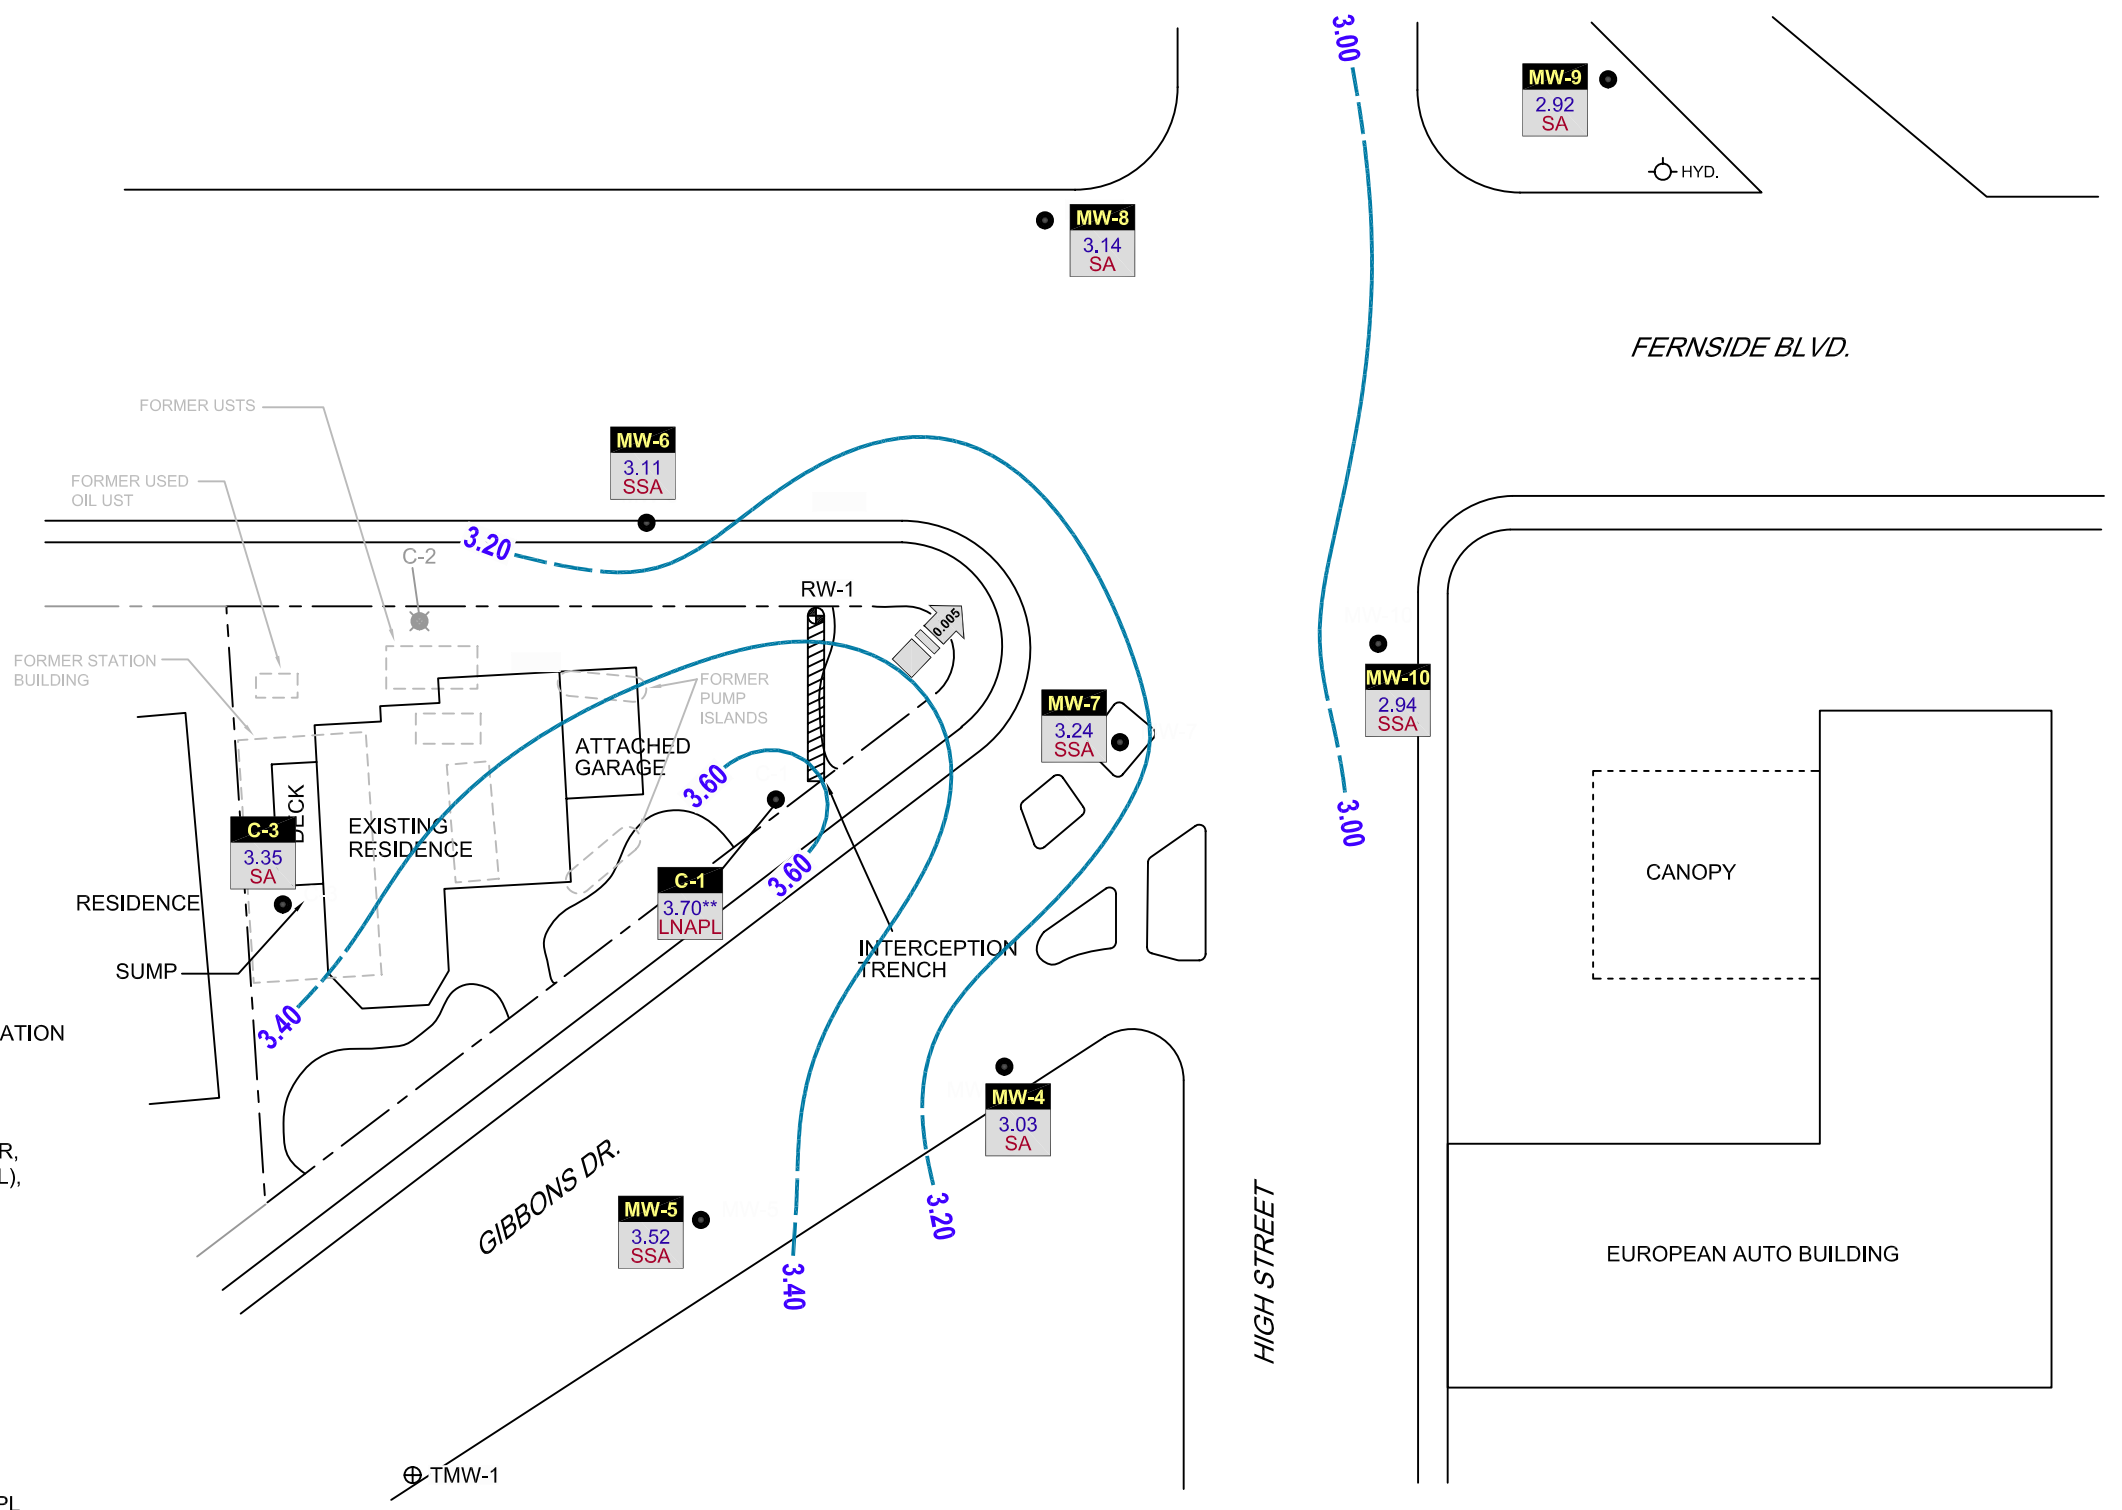 3.00
MW-9
2.92
SA
HYD.
MW-8
3.14
SA
FERNSIDE BLVD.
FORMER USTS
MW-6
3.11
SSA
FORMER USED
OIL UST
3.20
C-2
RW-1
0.005
FORMER STATION
BUILDING
FORMER
PUMP
ISLANDS
MW-10
2.94
SSA
MW-7
3.24
SSA
ATTACHED
GARAGE
3.60
DECK
C-3
3.35
SA
EXISTING
RESIDENCE
3.00
3.60
C-1
3.70**
LNAPL
CANOPY
RESIDENCE
INTERCEPTION
TRENCH
SUMP
3.40
ATION
MW-4
3.03
SA
R,
L),
GIBBONS DR.
MW-5
3.52
SSA
3.20
3.40
HIGH STREET
EUROPEAN AUTO BUILDING
TMW-1
PL